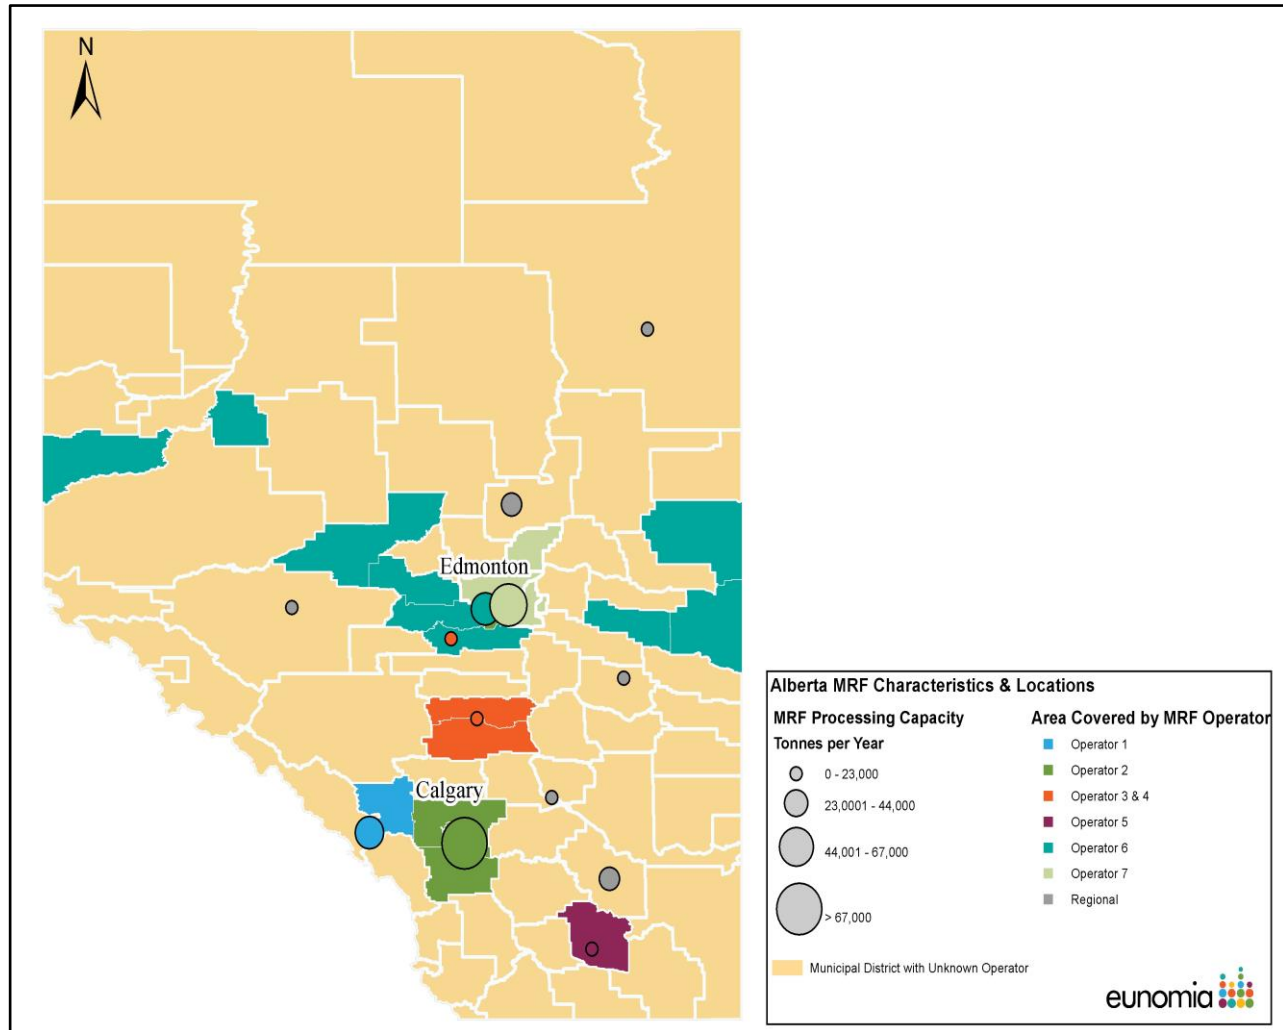 N
Edmonton
Calgary
Alberta MRF Characteristics & Locations
MRF Processing Capacity
Tonnes per Year
0 - 23,000
23,0001 - 44,000
44,001 - 67,000
> 67,000
Area Covered by MRF Operator
Operator 1
Operator 2
Operator 3 & 4
Operator 5
Operator 6
Operator 7
Regional
Municipal District with Unknown Operator
eunomia